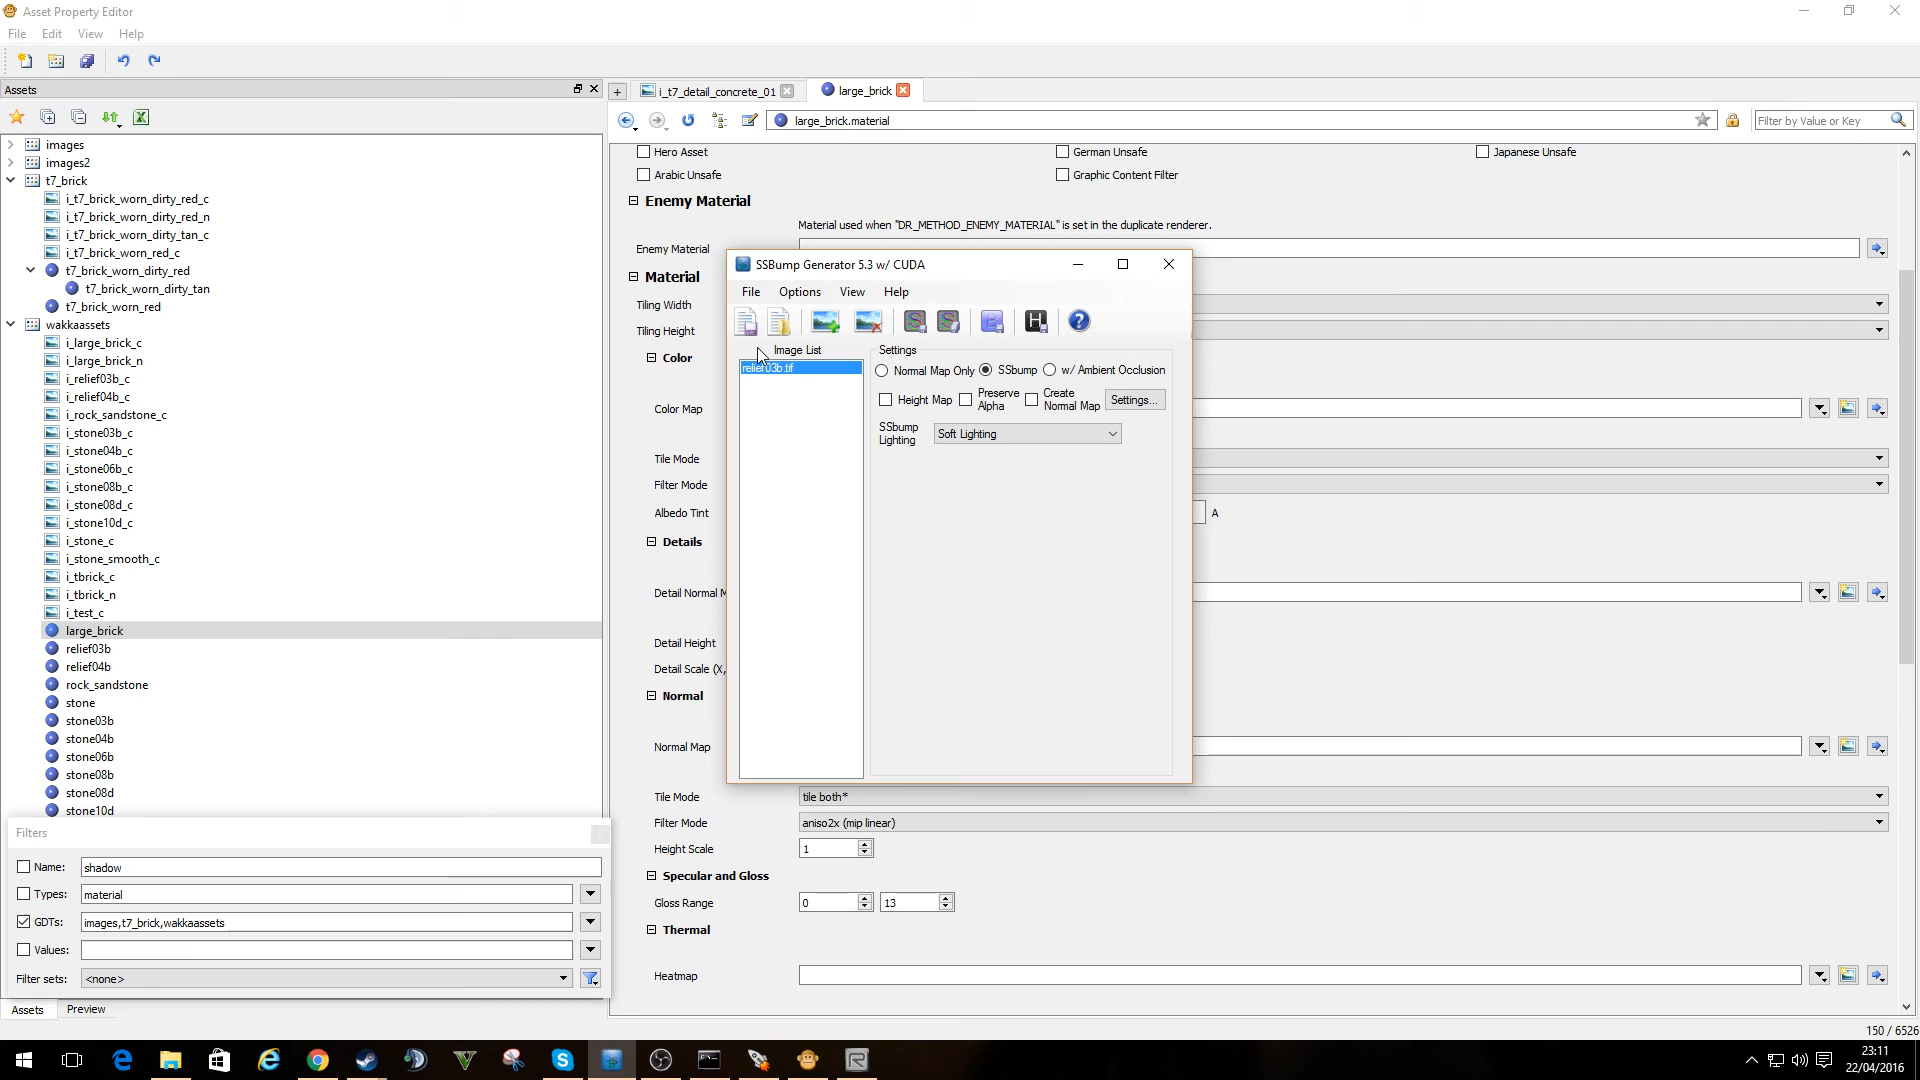 Asset Property Editor
File Edit View Help
Assets
images
images2
t7_brick
i_t7_brick_worn_dirty_red_c
i_t7_brick_worn_dirty_red_n
i_t7_brick_worn_dirty_tan_c
i_t7_brick_worn_red_c
t7_brick_worn_dirty_red
t7_brick_worn_dirty_tan
t7_brick_worn_red
wakkaassets
i_large_brick_c
i_large_brick_n
i_relief03b_c
i_relief04b_c
i_rock_sandstone_c
i_stone03b_c
i_stone04b_c
i_stone06b_c
i_stone08b_c
i_stone08d_c
i_stone10d_c
i_stone_c
i_stone_smooth_c
i_tbrick_c
i_tbrick_n
i_test_c
large_brick
relief03b
relief04b
rock_sandstone
stone
stone03b
stone04b
stone06b
stone08b
stone08d
stone10d
Filters
Name: shadow
Types: material
GDTs: images,t7_brick,wakkaassets
Values:
Filter sets: <none>
Assets Preview
i_t7_detail_concrete_01 large_brick
large_brick.material Filter by Value or Key
Hero Asset German Unsafe Japanese Unsafe
Arabic Unsafe Graphic Content Filter
Enemy Material
Material used when "DR_METHOD_ENEMY_MATERIAL" is set in the duplicate renderer.
Enemy Material
Material
Tiling Width
Tiling Height
Color
Color Map
Tile Mode
Filter Mode
Albedo Tint A
Details
Detail Normal M
Detail Height
Detail Scale (X,
Normal
Normal Map
Tile Mode tile both*
Filter Mode aniso2x (mip linear)
Height Scale 1
Specular and Gloss
Gloss Range 0 13
Thermal
Heatmap
SSBump Generator 5.3 w/ CUDA
File Options View Help
Image List
relief03b.tif
Settings
Normal Map Only SSbump w/ Ambient Occlusion
Height Map Preserve Alpha Create Normal Map Settings...
SSbump Lighting Soft Lighting
150 / 6526
23:11
22/04/2016